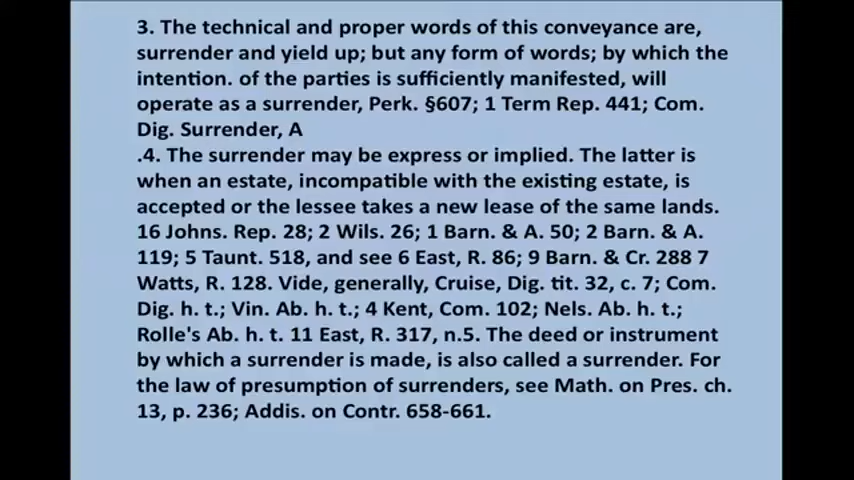 3. The technical and proper words of this conveyance are,
surrender and yield up; but any form of words; by which the
intention. of the parties is sufficiently manifested, will
operate as a surrender, Perk. §607; 1 Term Rep. 441; Com.
Dig. Surrender, A
.4. The surrender may be express or implied. The latter is
when an estate, incompatible with the existing estate, is
accepted or the lessee takes a new lease of the same lands.
16 Johns. Rep. 28; 2 Wils. 26; 1 Barn. & A. 50; 2 Barn. & A.
119; 5 Taunt. 518, and see 6 East, R. 86; 9 Barn. & Cr. 288 7
Watts, R. 128. Vide, generally, Cruise, Dig. tit. 32, c. 7; Com.
Dig. h. t.; Vin. Ab. h. t.; 4 Kent, Com. 102; Nels. Ab. h. t.;
Rolle's Ab. h. t. 11 East, R. 317, n.5. The deed or instrument
by which a surrender is made, is also called a surrender. For
the law of presumption of surrenders, see Math. on Pres. ch.
13, p. 236; Addis. on Contr. 658-661.